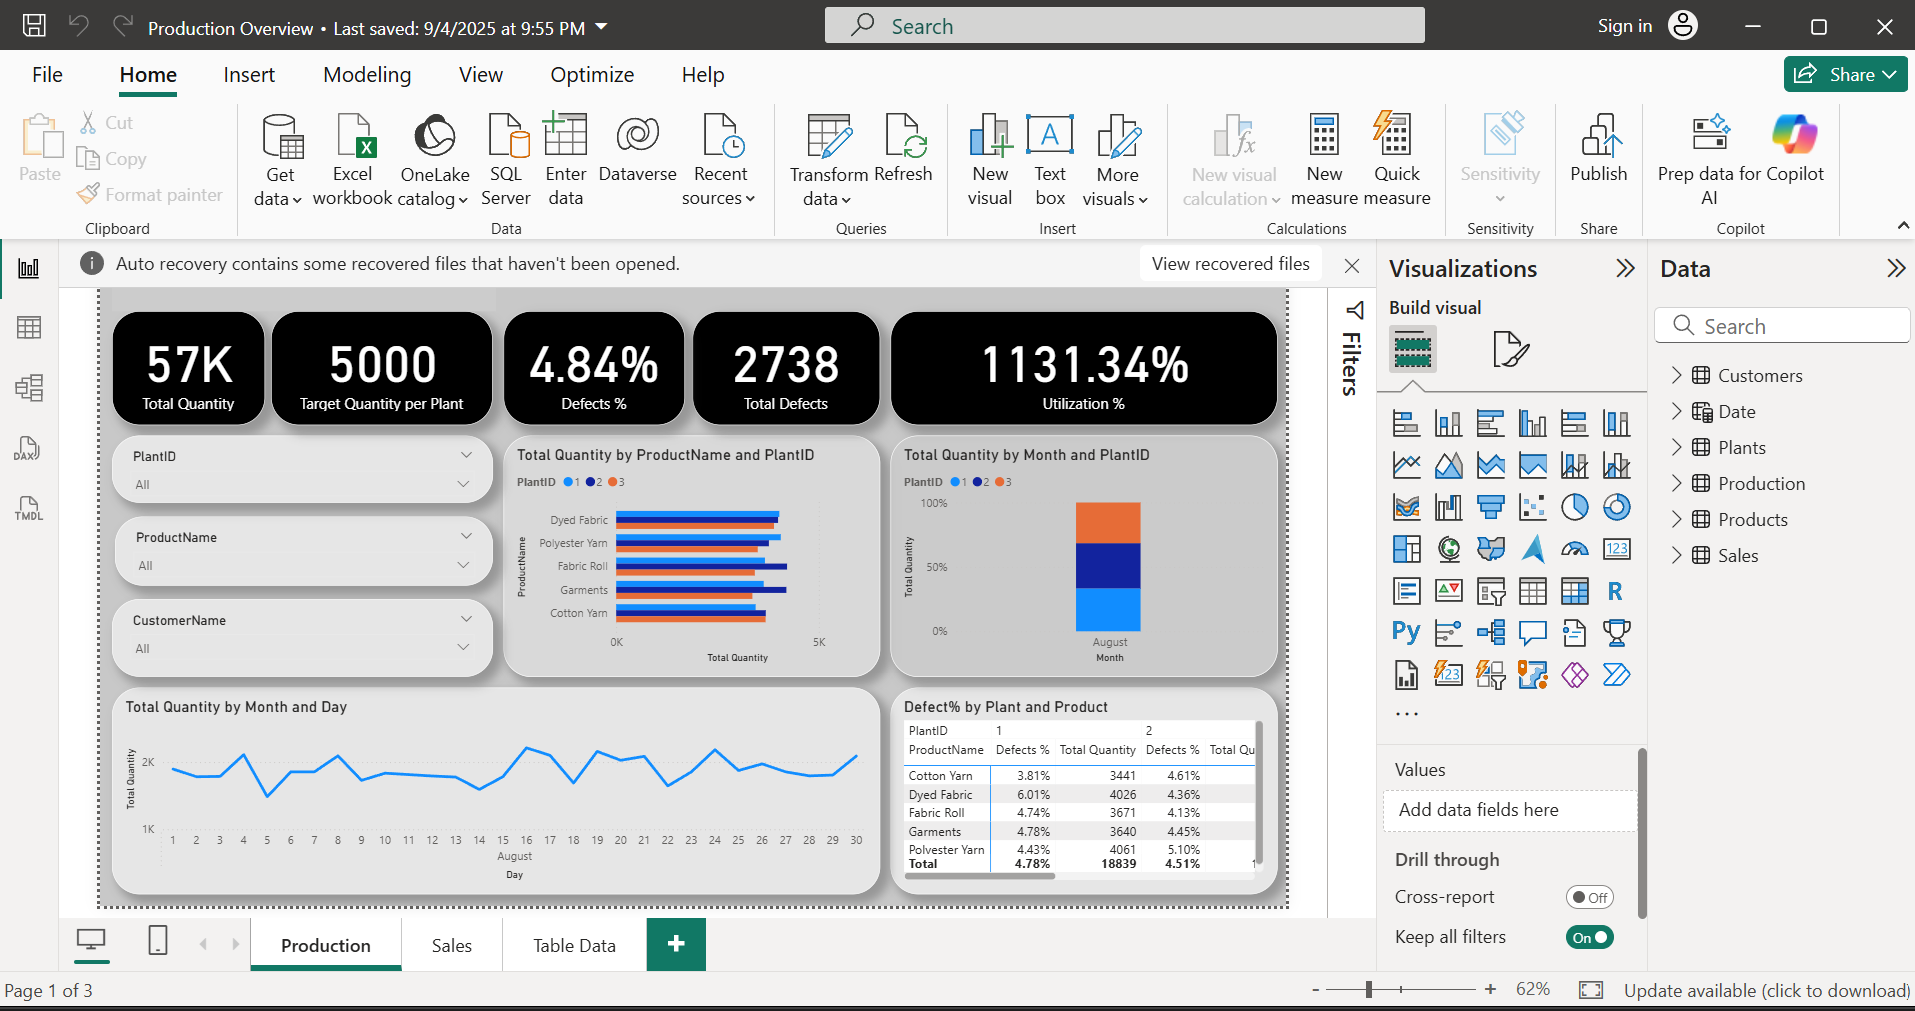 Production Overview • Last saved: 9/4/2025 at 9:55 PM
Search
Sign in
File Home Insert Modeling View Optimize Help
Share
Paste
Cut
Copy
Format painter
Clipboard
Get data
Excel workbook
OneLake catalog
SQL Server
Enter data
Dataverse
Recent sources
Data
Transform data
Refresh
Queries
New visual
Text box
More visuals
Insert
New visual calculation
New measure
Quick measure
Calculations
Sensitivity
Sensitivity
Publish
Share
Prep data for AI
Copilot
Copilot
Auto recovery contains some recovered files that haven't been opened.
View recovered files
DAX
TMDL
57K
Total Quantity
5000
Target Quantity per Plant
4.84%
Defects %
2738
Total Defects
1131.34%
Utilization %
PlantID
All
ProductName
All
CustomerName
All
Total Quantity by ProductName and PlantID
PlantID 1 2 3
ProductName
Dyed Fabric
Polyester Yarn
Fabric Roll
Garments
Cotton Yarn
0K 5K
Total Quantity
Total Quantity by Month and PlantID
PlantID 1 2 3
Total Quantity
100%
50%
0%
August
Month
Total Quantity by Month and Day
Total Quantity
2K
1K
1 2 3 4 5 6 7 8 9 10 11 12 13 14 15 16 17 18 19 20 21 22 23 24 25 26 27 28 29 30
August
Day
Defect% by Plant and Product
PlantID 1 2
ProductName Defects % Total Quantity Defects % Total Qu
Cotton Yarn 3.81% 3441 4.61%
Dyed Fabric 6.01% 4026 4.36%
Fabric Roll 4.74% 3671 4.13%
Garments 4.78% 3640 4.45%
Polyester Yarn 4.43% 4061 5.10%
Total 4.78% 18839 4.51% 1
Filters
Visualizations
Build visual
123
R
Py
123
...
Values
Add data fields here
Drill through
Cross-report Off
Keep all filters On
Data
Search
Customers
Date
Plants
Production
Products
Sales
Production Sales Table Data +
Page 1 of 3
- + 62%
Update available (click to download)